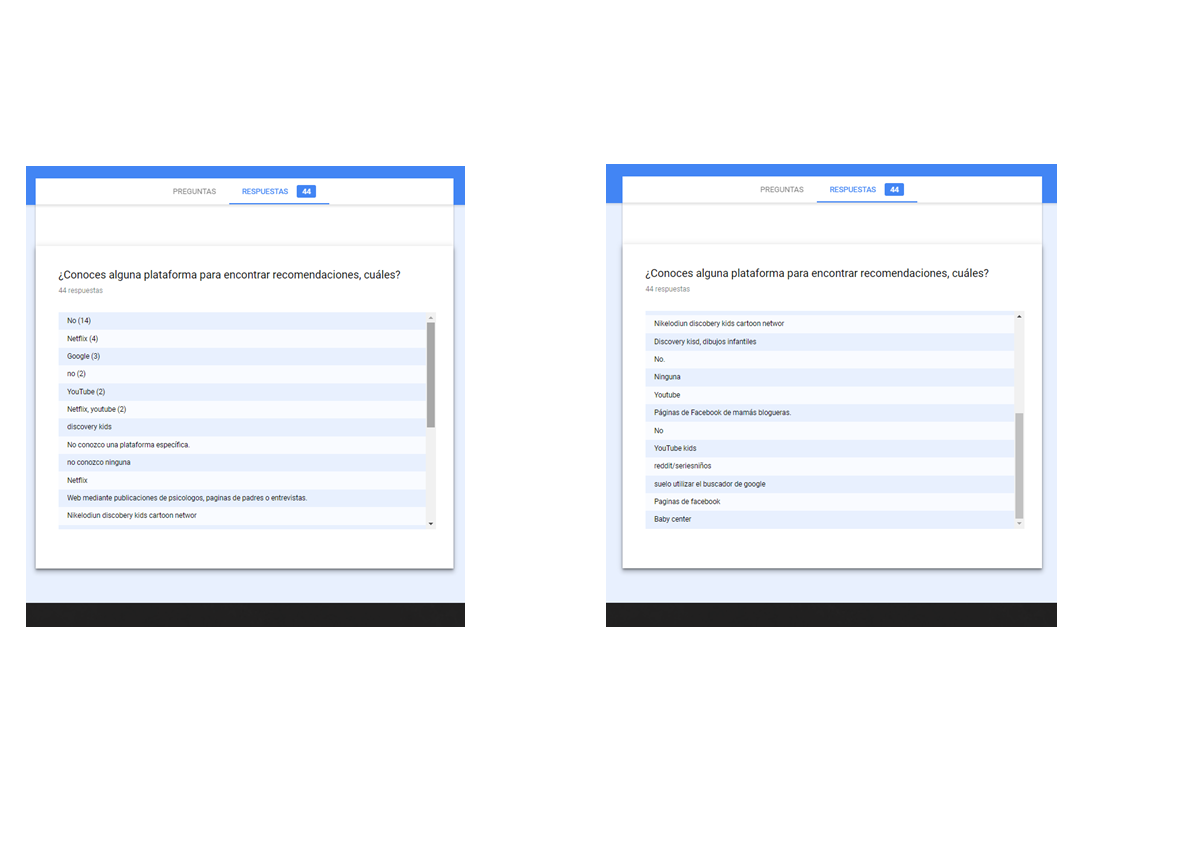 PREGUNTAS
RESPUESTAS 44
¿Conoces alguna plataforma para encontrar recomendaciones, cuáles?
44 respuestas
No (14)
Netflix (4)
Google (3)
no (2)
YouTube (2)
Netflix, youtube (2)
discovery kids
No conozco una plataforma específica.
no conozco ninguna
Netflix
Web mediante publicaciones de psicologos, paginas de padres o entrevistas.
Nikelodiun discobery kids cartoon networ
PREGUNTAS
RESPUESTAS 44
¿Conoces alguna plataforma para encontrar recomendaciones, cuáles?
44 respuestas
Nikelodiun discobery kids cartoon networ
Discovery kisd, dibujos infantiles
No.
Ninguna
Youtube
Páginas de Facebook de mamás blogueras.
No
YouTube kids
reddit/seriesniños
suelo utilizar el buscador de google
Paginas de facebook
Baby center